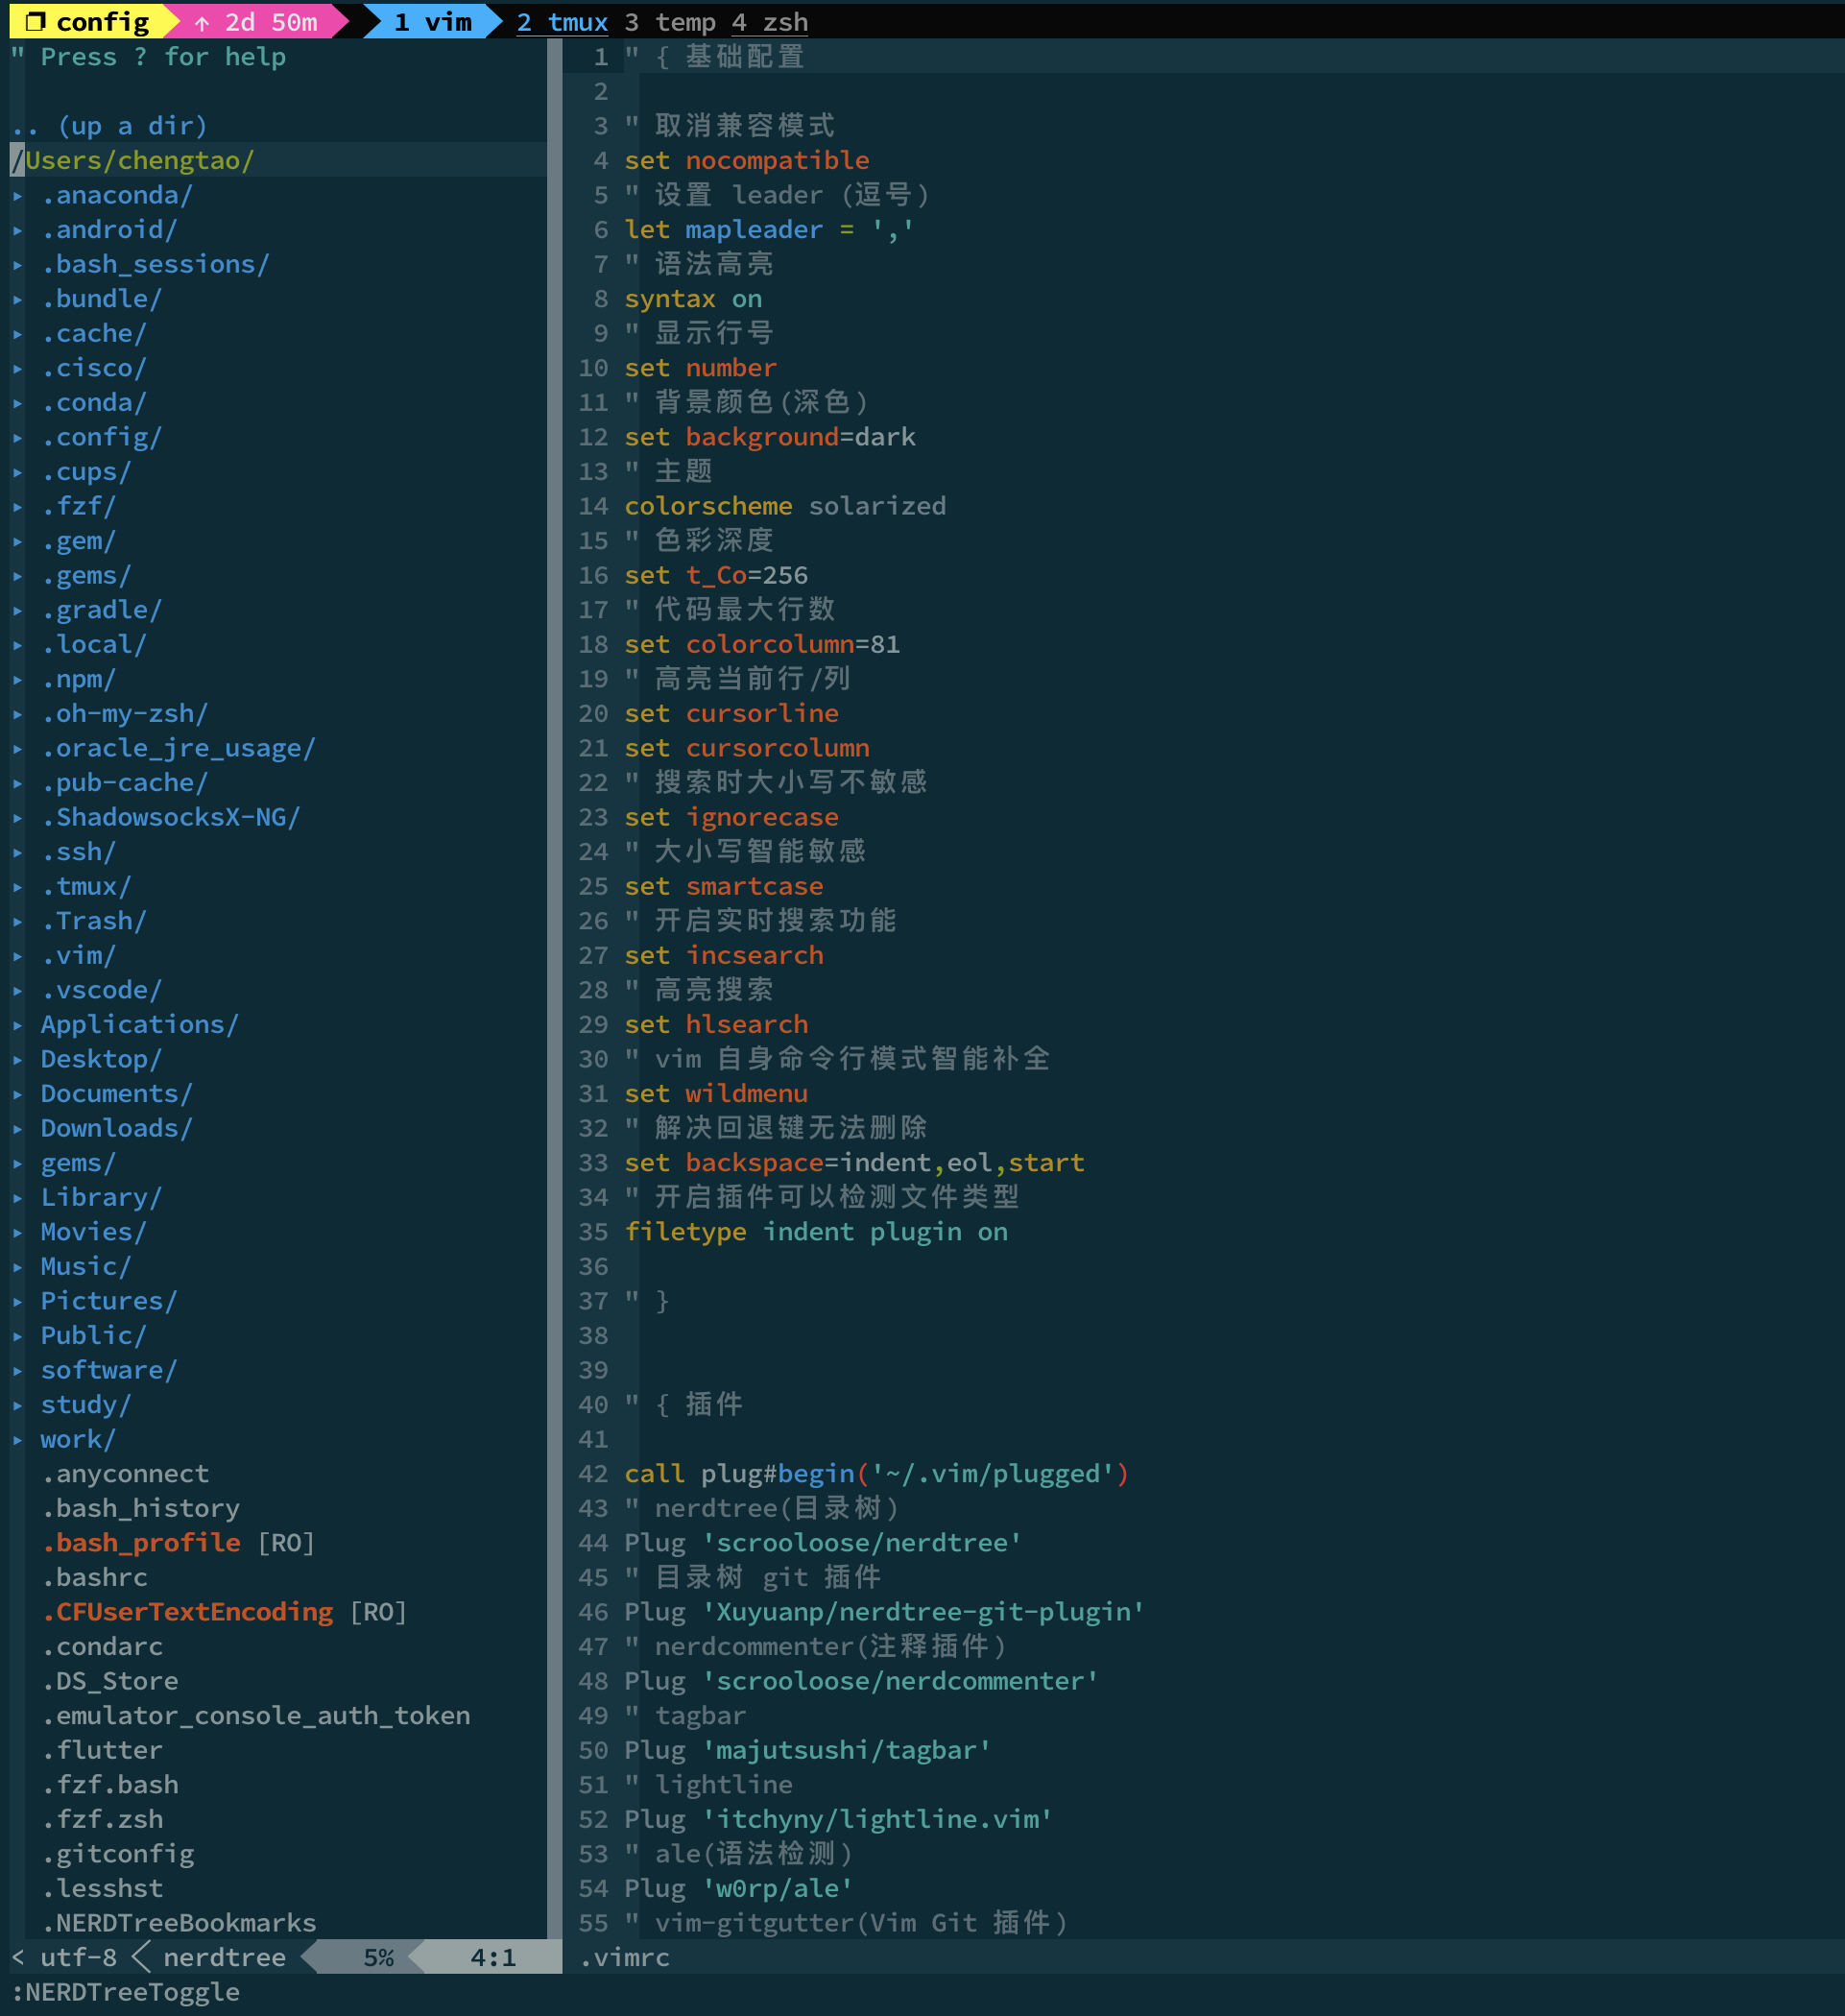 ❐ config ↑ 2d 50m 1 vim 2 tmux 3 temp 4 zsh
" Press ? for help
.. (up a dir)
/Users/chengtao/
▸ .anaconda/
▸ .android/
▸ .bash_sessions/
▸ .bundle/
▸ .cache/
▸ .cisco/
▸ .conda/
▸ .config/
▸ .cups/
▸ .fzf/
▸ .gem/
▸ .gems/
▸ .gradle/
▸ .local/
▸ .npm/
▸ .oh-my-zsh/
▸ .oracle_jre_usage/
▸ .pub-cache/
▸ .ShadowsocksX-NG/
▸ .ssh/
▸ .tmux/
▸ .Trash/
▸ .vim/
▸ .vscode/
▸ Applications/
▸ Desktop/
▸ Documents/
▸ Downloads/
▸ gems/
▸ Library/
▸ Movies/
▸ Music/
▸ Pictures/
▸ Public/
▸ software/
▸ study/
▸ work/
.anyconnect
.bash_history
.bash_profile [RO]
.bashrc
.CFUserTextEncoding [RO]
.condarc
.DS_Store
.emulator_console_auth_token
.flutter
.fzf.bash
.fzf.zsh
.gitconfig
.lesshst
.NERDTreeBookmarks
< utf-8 < nerdtree 5% 4:1
1 " { 基础配置
2
3 " 取消兼容模式
4 set nocompatible
5 " 设置 leader (逗号)
6 let mapleader = ','
7 " 语法高亮
8 syntax on
9 " 显示行号
10 set number
11 " 背景颜色(深色)
12 set background=dark
13 " 主题
14 colorscheme solarized
15 " 色彩深度
16 set t_Co=256
17 " 代码最大行数
18 set colorcolumn=81
19 " 高亮当前行/列
20 set cursorline
21 set cursorcolumn
22 " 搜索时大小写不敏感
23 set ignorecase
24 " 大小写智能敏感
25 set smartcase
26 " 开启实时搜索功能
27 set incsearch
28 " 高亮搜索
29 set hlsearch
30 " vim 自身命令行模式智能补全
31 set wildmenu
32 " 解决回退键无法删除
33 set backspace=indent,eol,start
34 " 开启插件可以检测文件类型
35 filetype indent plugin on
36
37 " }
38
39
40 " { 插件
41
42 call plug#begin('~/.vim/plugged')
43 " nerdtree(目录树)
44 Plug 'scrooloose/nerdtree'
45 " 目录树 git 插件
46 Plug 'Xuyuanp/nerdtree-git-plugin'
47 " nerdcommenter(注释插件)
48 Plug 'scrooloose/nerdcommenter'
49 " tagbar
50 Plug 'majutsushi/tagbar'
51 " lightline
52 Plug 'itchyny/lightline.vim'
53 " ale(语法检测)
54 Plug 'w0rp/ale'
55 " vim-gitgutter(Vim Git 插件)
.vimrc
:NERDTreeToggle